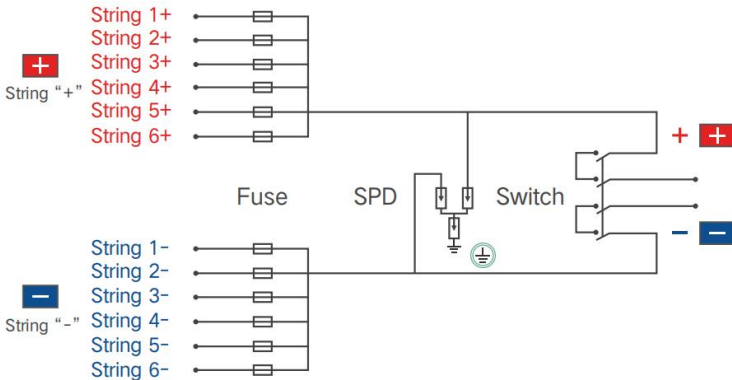 String 1+
String 2+
String 3+
String 4+
String 5+
String 6+
+
String “+”
+ +
Fuse SPD Switch
− −
String 1−
String 2−
String 3−
String 4−
String 5−
String 6−
−
String “-”